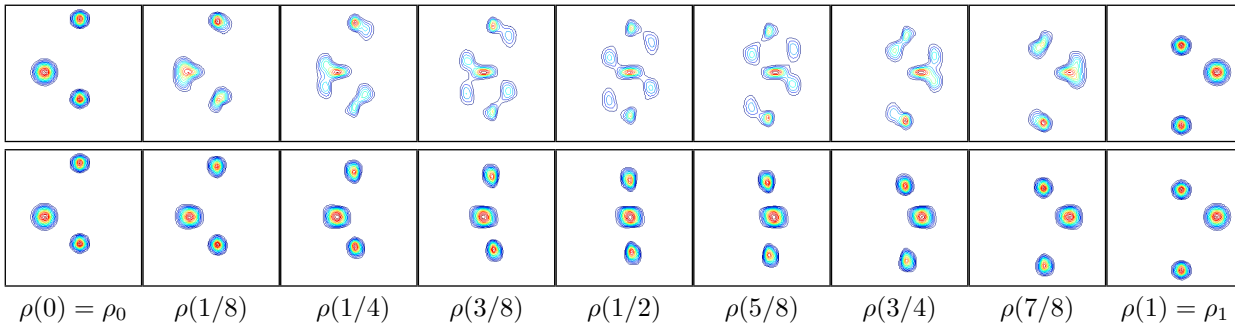 ρ(0) = ρ₀ ρ(1/8) ρ(1/4) ρ(3/8) ρ(1/2) ρ(5/8) ρ(3/4) ρ(7/8) ρ(1) = ρ₁